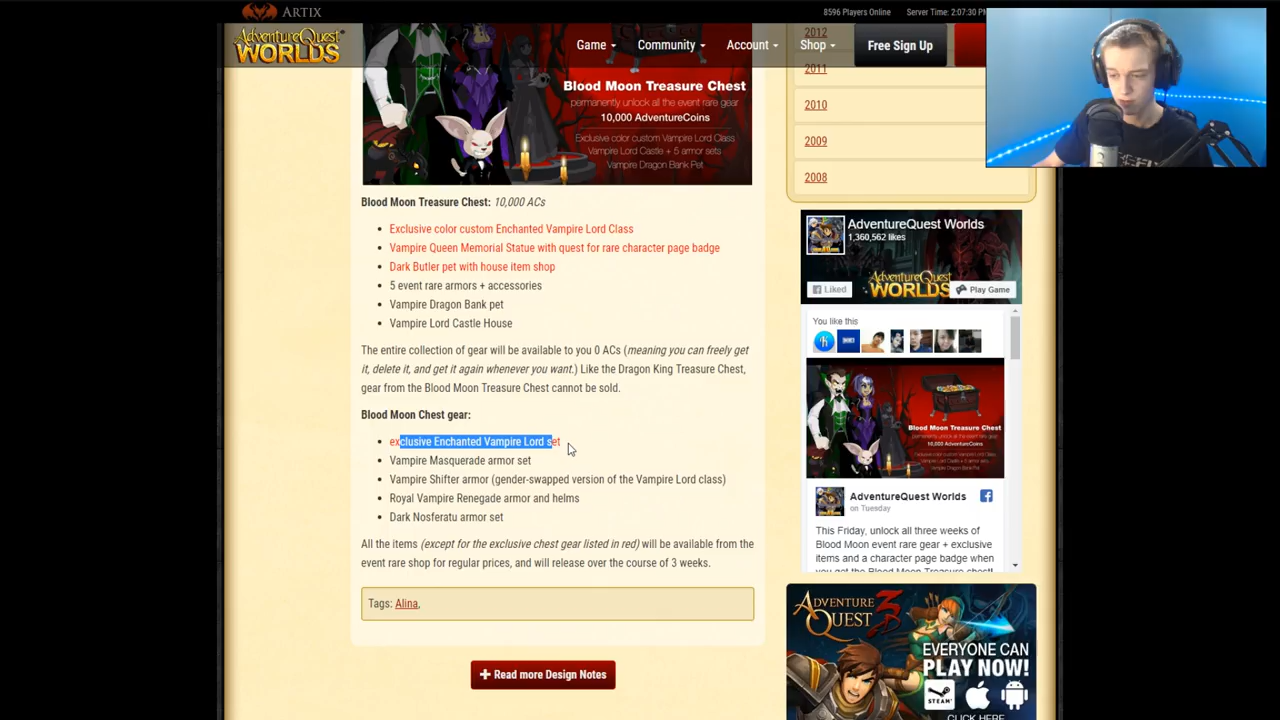 ARTIX
8596 Players Online
Server Time: 2:07:30 PM
AdventureQuest
WORLDS
Game
Community
Account
Shop
Free Sign Up
2012
2011
2010
2009
2008
Blood Moon Treasure Chest
permanently unlock all the event rare gear
10,000 AdventureCoins
Exclusive color custom Vampire Lord Class
Vampire Lord Castle + 5 armor sets
Vampire Dragon Bank Pet
Blood Moon Treasure Chest: 10,000 ACs
Exclusive color custom Enchanted Vampire Lord Class
Vampire Queen Memorial Statue with quest for rare character page badge
Dark Butler pet with house item shop
5 event rare armors + accessories
Vampire Dragon Bank pet
Vampire Lord Castle House
The entire collection of gear will be available to you 0 ACs (meaning you can freely get
it, delete it, and get it again whenever you want.) Like the Dragon King Treasure Chest,
gear from the Blood Moon Treasure Chest cannot be sold.
Blood Moon Chest gear:
exclusive Enchanted Vampire Lord set
Vampire Masquerade armor set
Vampire Shifter armor (gender-swapped version of the Vampire Lord class)
Royal Vampire Renegade armor and helms
Dark Nosferatu armor set
All the items (except for the exclusive chest gear listed in red) will be available from the
event rare shop for regular prices, and will release over the course of 3 weeks.
Tags: Alina,
Read more Design Notes
AdventureQuest Worlds
1,360,562 likes
AdventureQuest
WORLDS
Liked
Play Game
You like this
Blood Moon Treasure Chest
10,000 AdventureCoins
AdventureQuest Worlds
on Tuesday
This Friday, unlock all three weeks of
Blood Moon event rare gear + exclusive
items and a character page badge when
you get the Blood Moon Treasure chest!
ADVENTURE
QUEST 3D
EVERYONE CAN
PLAY NOW!
STEAM
CLICK HERE